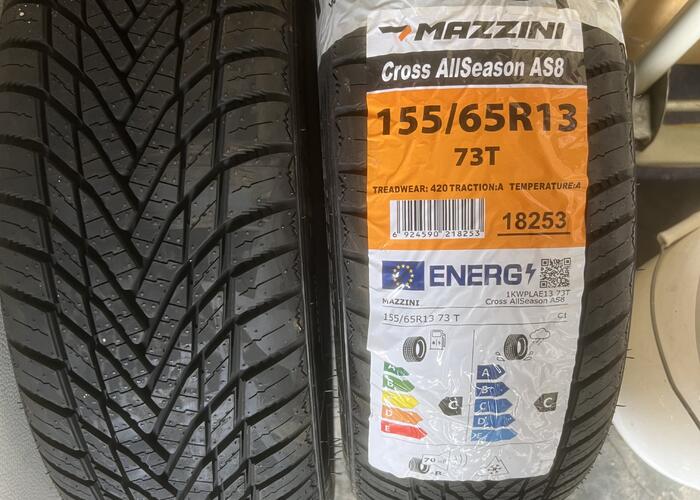 MAZZINI
Cross AllSeason AS8
155/65R13
73T
TREADWEAR: 420 TRACTION:A TEMPERATURE:A
6 924590 218253
18253
ENERG
MAZZINI
1KWPLAE13 73T
Cross AllSeason AS8
155/65R13 73 T
C1
A
B
C
D
E
C
A
B
C
D
E
C
70